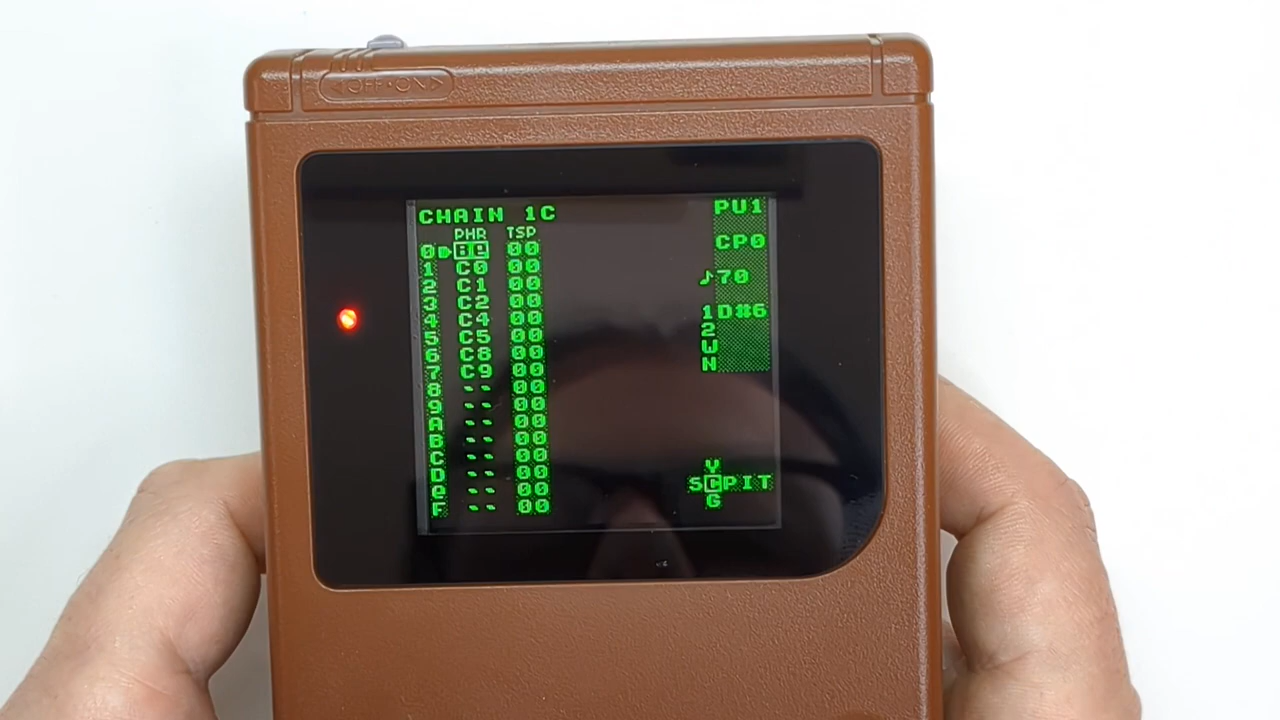 <OFF•ON>
CHAIN 1C
PHR TSP
0 Be 00
1 C0 00
2 C1 00
3 C2 00
4 C4 00
5 C5 00
6 C8 00
7 C9 00
8 -- 00
9 -- 00
A -- 00
B -- 00
C -- 00
D -- 00
e -- 00
F -- 00
PU1
CP0
♪70
1D#6
2
W
N
V
SCPIT
G